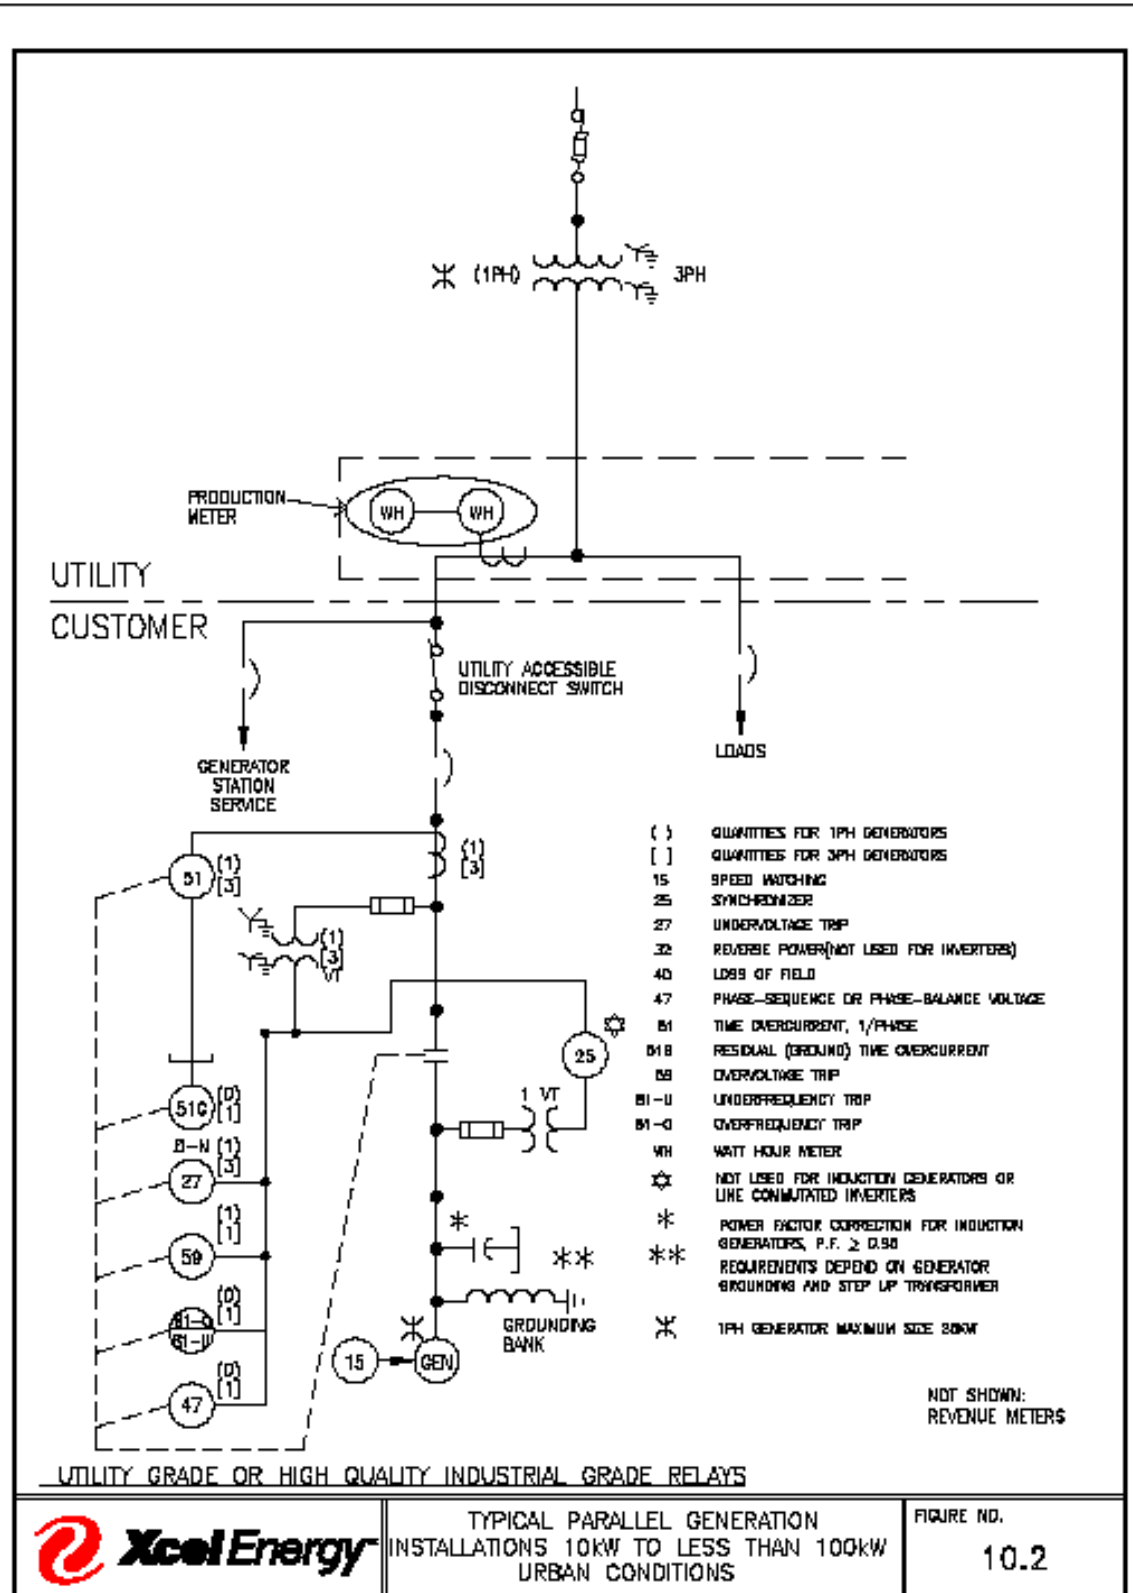 (1PH)
3PH
PRODUCTION
METER
WH
WH
UTILITY
CUSTOMER
UTILITY ACCESSIBLE
DISCONNECT SWITCH
GENERATOR
STATION
SERVICE
LOADS
51
(1)
[3]
(1)
[3]
(1)
[3]
VT
25
1 VT
51G
(0)
[1]
Ø-N (1)
[3]
27
(1)
[1]
59
(0)
[1]
81-O
81-U
(0)
[1]
47
*
**
GROUNDING
BANK
15
GEN
( ) QUANTITIES FOR 1PH GENERATORS
[ ] QUANTITIES FOR 3PH GENERATORS
15 SPEED MATCHING
25 SYNCHRONIZER
27 UNDERVOLTAGE TRIP
32 REVERSE POWER(NOT USED FOR INVERTERS)
40 LOSS OF FIELD
47 PHASE-SEQUENCE OR PHASE-BALANCE VOLTAGE
51 TIME OVERCURRENT, 1/PHASE
RESIDUAL (GROUND) TIME OVERCURRENT
59 OVERVOLTAGE TRIP
81-U UNDERFREQUENCY TRIP
81-O OVERFREQUENCY TRIP
WH WATT HOUR METER
NOT USED FOR INDUCTION GENERATORS OR
LINE COMMUTATED INVERTERS
* POWER FACTOR CORRECTION FOR INDUCTION
GENERATORS, P.F. ≥ 0.90
** REQUIREMENTS DEPEND ON GENERATOR
GROUNDING AND STEP UP TRANSFORMER
1PH GENERATOR MAXIMUM SIZE
NOT SHOWN:
REVENUE METERS
UTILITY GRADE OR HIGH QUALITY INDUSTRIAL GRADE RELAYS
Xcel Energy
TYPICAL PARALLEL GENERATION
INSTALLATIONS 10kW TO LESS THAN 100kW
URBAN CONDITIONS
FIGURE NO.
10.2